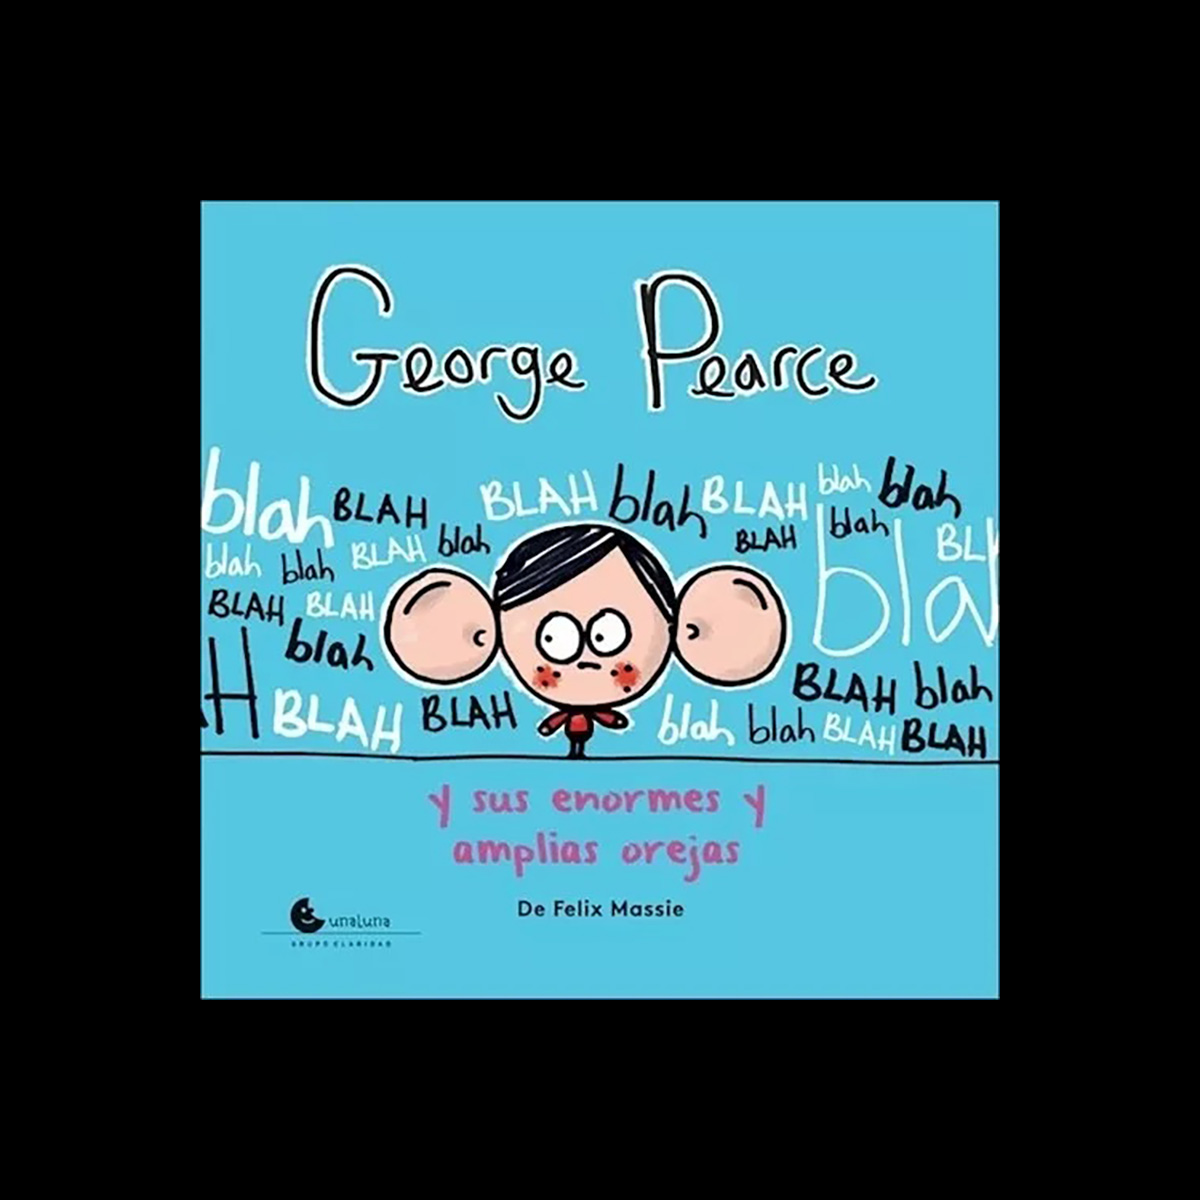 George Pearce
blah BLAH BLAH blah BLAH blah blah
blah blah BLAH blah BLAH blah
BLAH BLAH
blah BLAH blah
BLAH BLAH blah blah BLAH BLAH
y sus enormes y
amplias orejas
De Felix Massie
unaLuna
GRUPO CLARIDAD